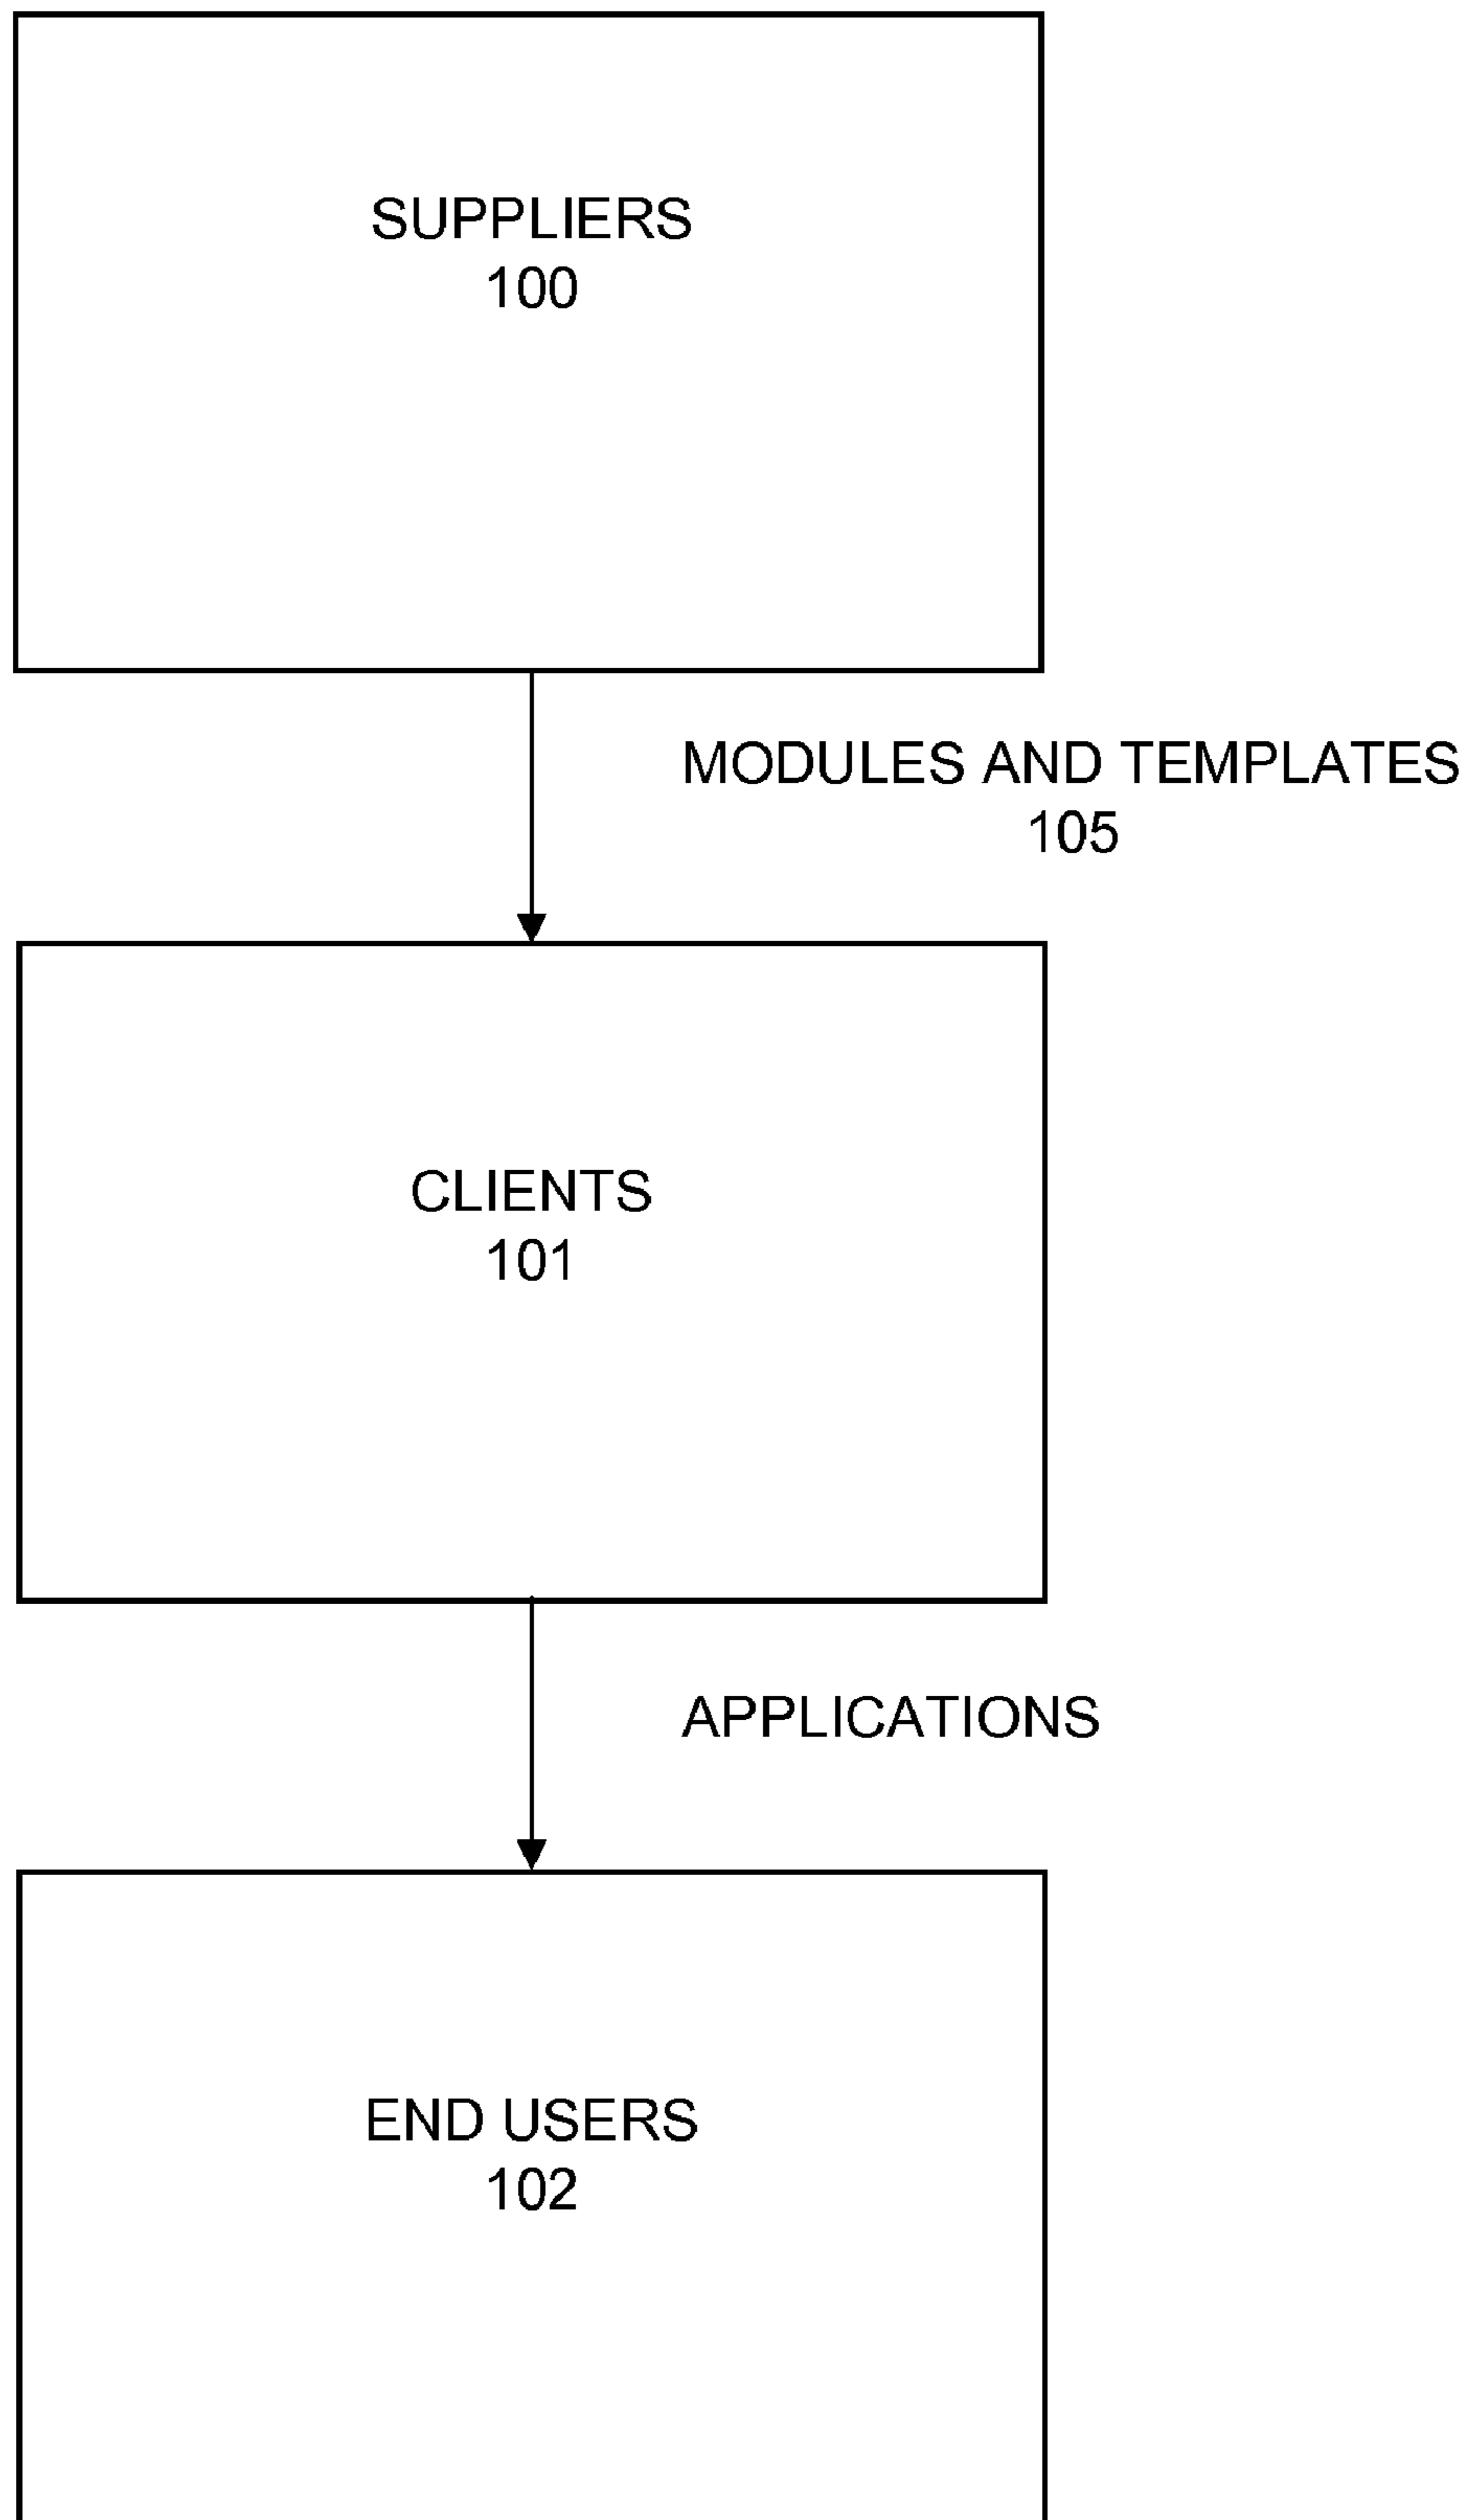 SUPPLIERS
100
MODULES AND TEMPLATES
105
CLIENTS
101
APPLICATIONS
END USERS
102